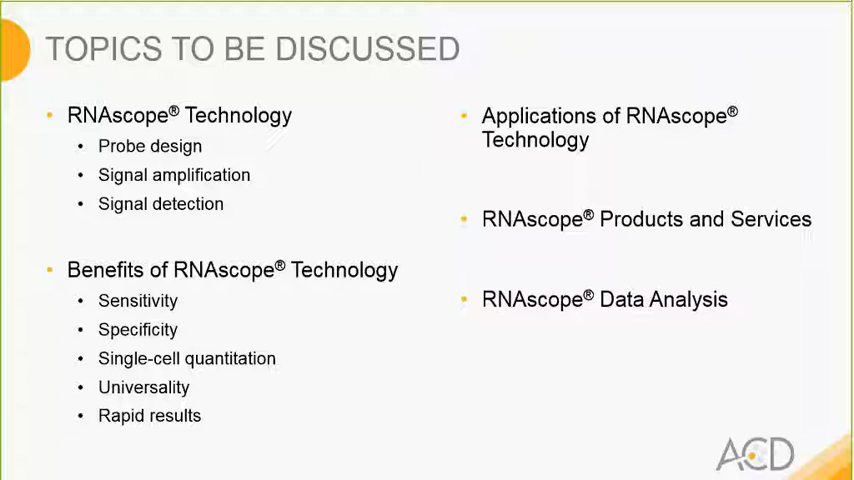 TOPICS TO BE DISCUSSED
• RNAscope® Technology
• Probe design
• Signal amplification
• Signal detection
• Benefits of RNAscope® Technology
• Sensitivity
• Specificity
• Single-cell quantitation
• Universality
• Rapid results
• Applications of RNAscope®
Technology
• RNAscope® Products and Services
• RNAscope® Data Analysis
ACD